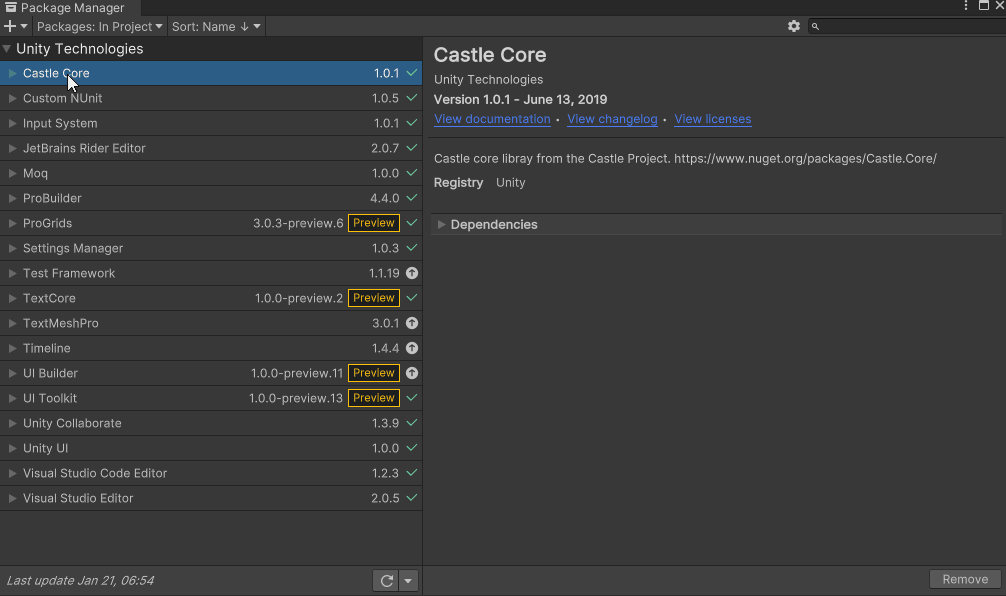 Package Manager
Packages: In Project Sort: Name ↓
Unity Technologies
Castle Core 1.0.1
Custom NUnit 1.0.5
Input System 1.0.1
JetBrains Rider Editor 2.0.7
Moq 1.0.0
ProBuilder 4.4.0
ProGrids 3.0.3-preview.6 Preview
Settings Manager 1.0.3
Test Framework 1.1.19
TextCore 1.0.0-preview.2 Preview
TextMeshPro 3.0.1
Timeline 1.4.4
UI Builder 1.0.0-preview.11 Preview
UI Toolkit 1.0.0-preview.13 Preview
Unity Collaborate 1.3.9
Unity UI 1.0.0
Visual Studio Code Editor 1.2.3
Visual Studio Editor 2.0.5
Last update Jan 21, 06:54
Castle Core
Unity Technologies
Version 1.0.1 - June 13, 2019
View documentation • View changelog • View licenses
Castle core libray from the Castle Project. https://www.nuget.org/packages/Castle.Core/
Registry Unity
Dependencies
Remove